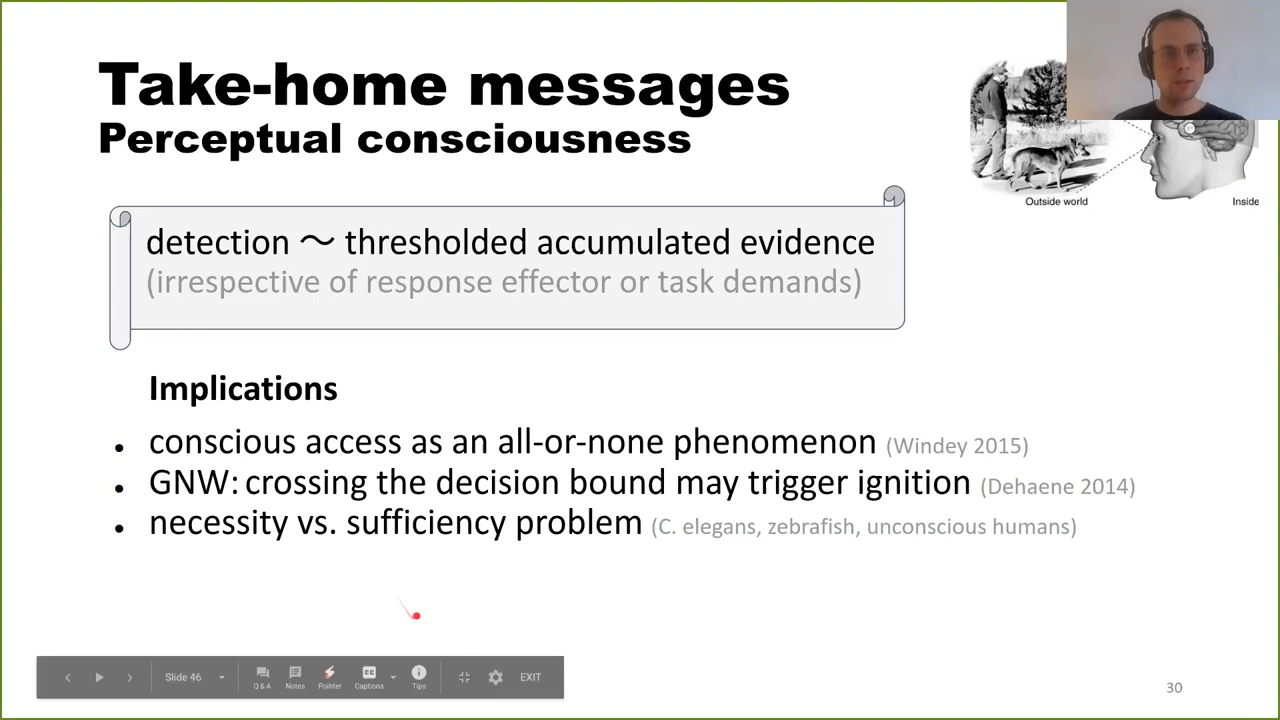 Take-home messages
Perceptual consciousness
Outside world
Inside
detection ～ thresholded accumulated evidence
(irrespective of response effector or task demands)
Implications
• conscious access as an all-or-none phenomenon (Windey 2015)
• GNW: crossing the decision bound may trigger ignition (Dehaene 2014)
• necessity vs. sufficiency problem (C. elegans, zebrafish, unconscious humans)
Slide 46
Q & A
Notes
Pointer
Captions
Tips
EXIT
30